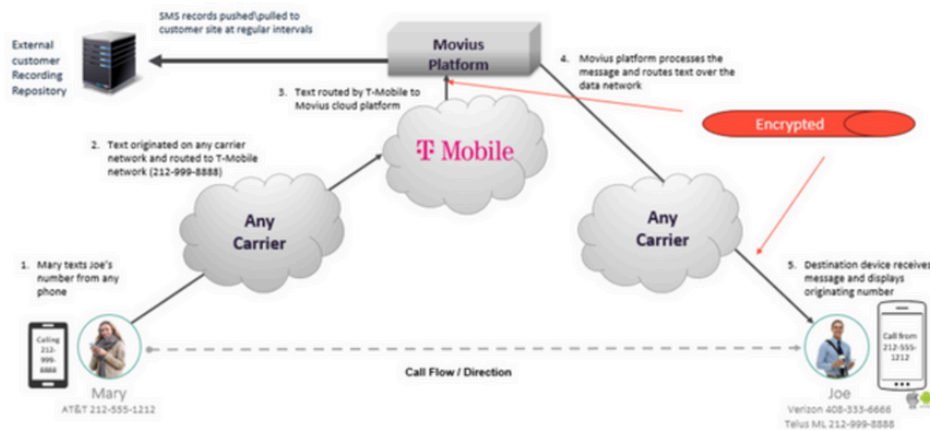 SMS records pushed\pulled to
customer site at regular intervals
External
customer
Recording
Repository
Movius
Platform
4. Movius platform processes the
message and routes text over the
data network
3. Text routed by T-Mobile to
Movius cloud platform
Encrypted
2. Text originated on any carrier
network and routed to T-Mobile
network (212-999-8888)
T Mobile
Any
Carrier
Any
Carrier
1. Mary texts Joe's
number from any
phone
5. Destination device receives
message and displays
originating number
Calling
212-
999-
8888
Call from
212-555-
1212
Call Flow / Direction
Mary
AT&T 212-555-1212
Joe
Verizon 408-333-6666
Telus ML 212-999-8888